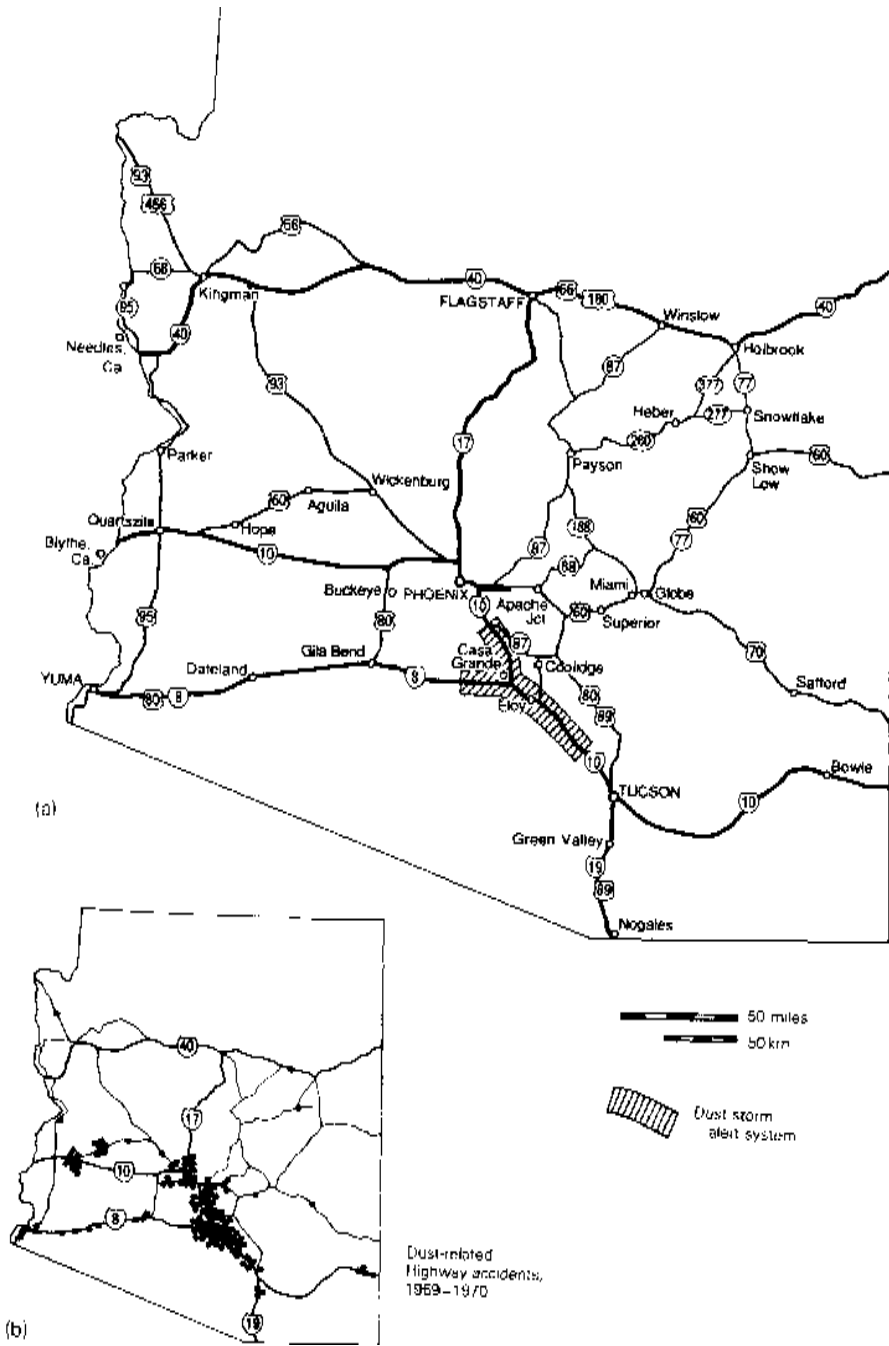 93
466
68
66
Kingman
40
FLAGSTAFF
66
180
40
Winslow
95
40
Needles,
Ca
93
87
Holbrook
377
77
Heber
277
Snowflake
17
260
Parker
Payson
Show
Low
60
Wickenburg
60
Aguila
188
60
Quartszite
Hope
77
Blythe,
Ca.
10
87
88
Buckeye
PHOENIX
Apache
Jct
Miami
Globe
10
60
Superior
95
80
87
70
Casa
Grande
Coolidge
Gila Bend
Dateland
8
YUMA
80
8
Eloy
80
89
Safford
10
Bowie
(a)
TUCSON
10
Green Valley
19
89
Nogales
50 miles
50km
Dust storm
alert system
40
17
10
8
19
Dust-related
Highway accidents,
1969–1970
(b)